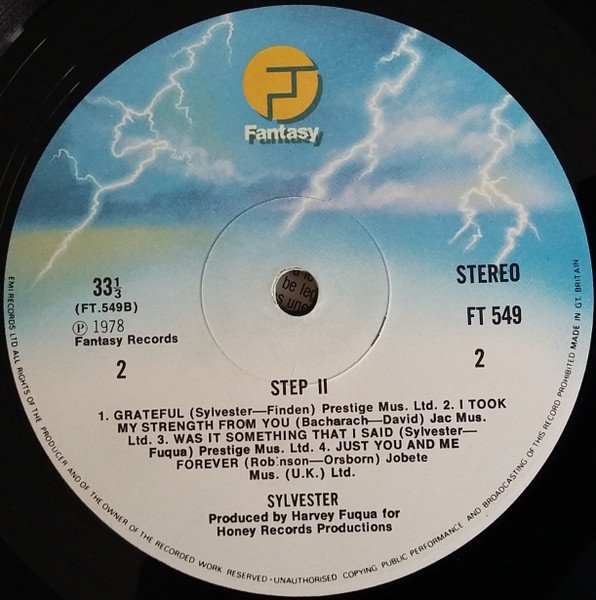 Fantasy
33 1/3
(FT.549B)
℗ 1978
Fantasy Records
2
STEREO
FT 549
2
STEP II
1. GRATEFUL (Sylvester—Finden) Prestige Mus. Ltd. 2. I TOOK
MY STRENGTH FROM YOU (Bacharach—David) Jac Mus.
Ltd. 3. WAS IT SOMETHING THAT I SAID (Sylvester—
Fuqua) Prestige Mus. Ltd. 4. JUST YOU AND ME
FOREVER (Robinson—Orsborn) Jobete
Mus. (U.K.) Ltd.
SYLVESTER
Produced by Harvey Fuqua for
Honey Records Productions
EMI RECORDS LTD ALL RIGHTS OF THE PRODUCER AND OF THE OWNER OF THE RECORDED WORK RESERVED - UNAUTHORISED COPYING PUBLIC PERFORMANCE AND BROADCASTING OF THIS RECORD PROHIBITED MADE IN GT. BRITAIN
be leg